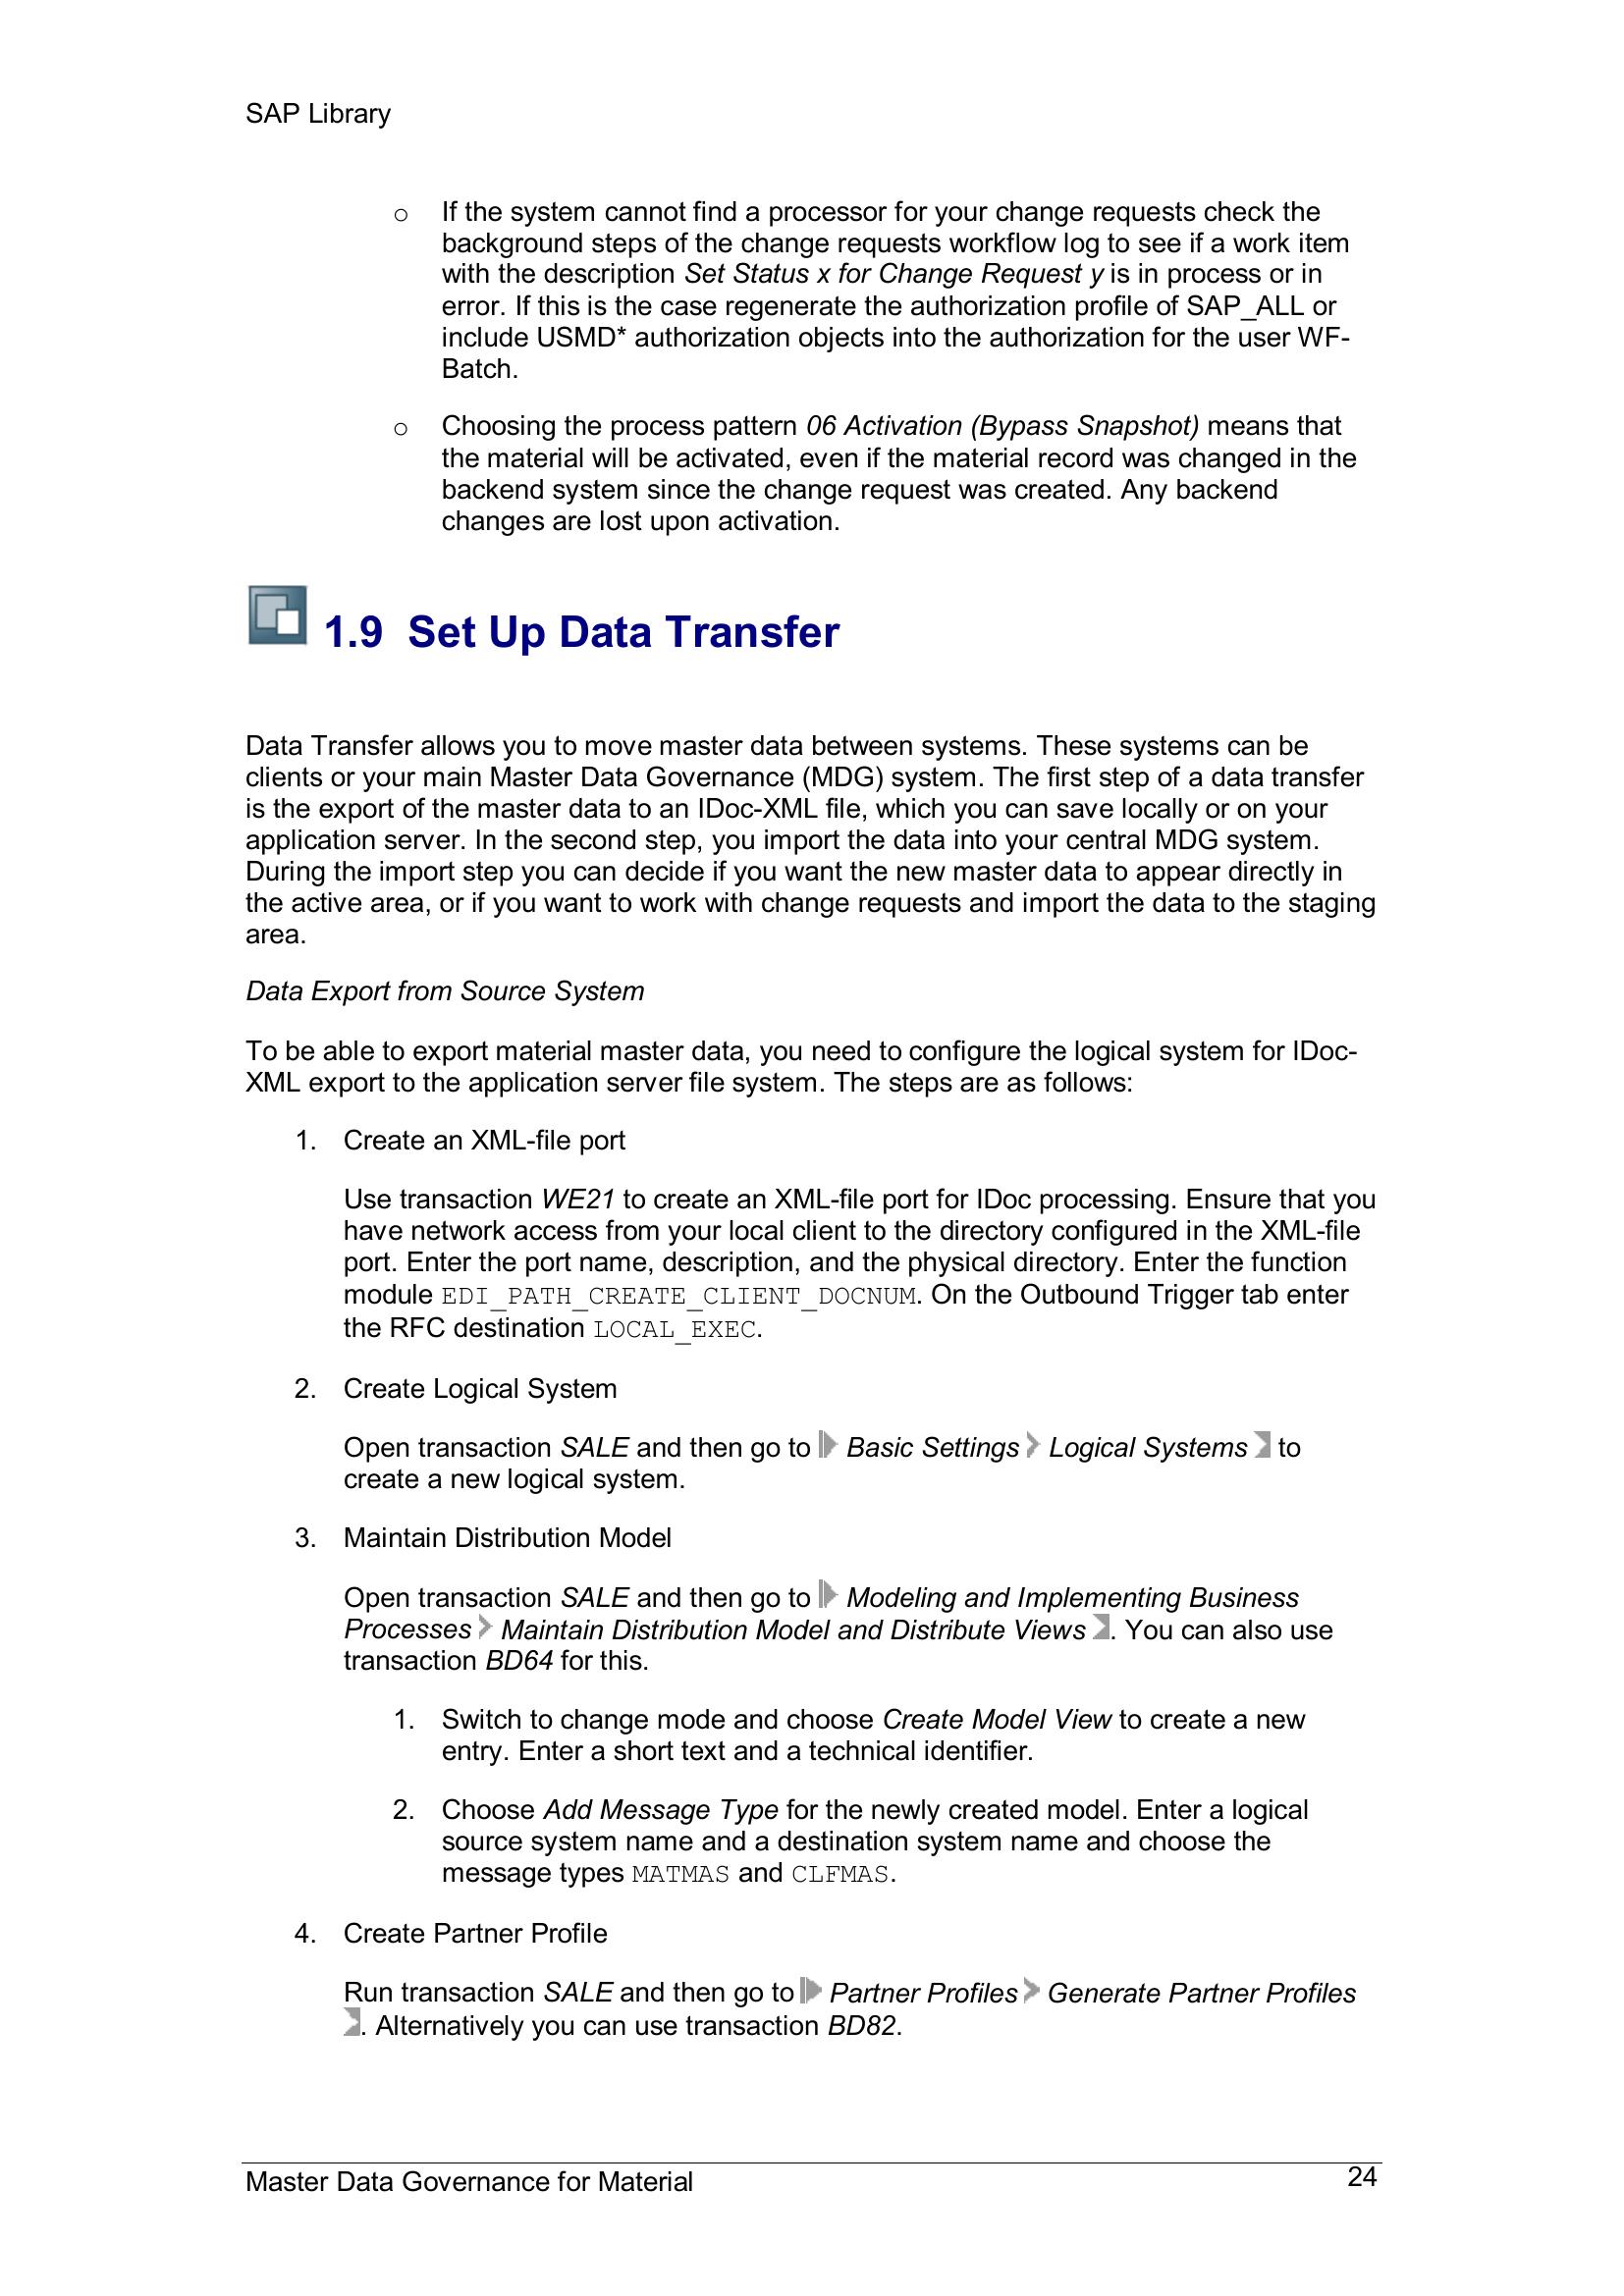 SAP Library
o If the system cannot find a processor for your change requests check the
background steps of the change requests workflow log to see if a work item
with the description Set Status x for Change Request y is in process or in
error. If this is the case regenerate the authorization profile of SAP_ALL or
include USMD* authorization objects into the authorization for the user WF-
Batch.
o Choosing the process pattern 06 Activation (Bypass Snapshot) means that
the material will be activated, even if the material record was changed in the
backend system since the change request was created. Any backend
changes are lost upon activation.
1.9 Set Up Data Transfer
Data Transfer allows you to move master data between systems. These systems can be
clients or your main Master Data Governance (MDG) system. The first step of a data transfer
is the export of the master data to an IDoc-XML file, which you can save locally or on your
application server. In the second step, you import the data into your central MDG system.
During the import step you can decide if you want the new master data to appear directly in
the active area, or if you want to work with change requests and import the data to the staging
area.
Data Export from Source System
To be able to export material master data, you need to configure the logical system for IDoc-
XML export to the application server file system. The steps are as follows:
1. Create an XML-file port
Use transaction WE21 to create an XML-file port for IDoc processing. Ensure that you
have network access from your local client to the directory configured in the XML-file
port. Enter the port name, description, and the physical directory. Enter the function
module EDI_PATH_CREATE_CLIENT_DOCNUM. On the Outbound Trigger tab enter
the RFC destination LOCAL_EXEC.
2. Create Logical System
Open transaction SALE and then go to Basic Settings Logical Systems to
create a new logical system.
3. Maintain Distribution Model
Open transaction SALE and then go to Modeling and Implementing Business
Processes Maintain Distribution Model and Distribute Views . You can also use
transaction BD64 for this.
1. Switch to change mode and choose Create Model View to create a new
entry. Enter a short text and a technical identifier.
2. Choose Add Message Type for the newly created model. Enter a logical
source system name and a destination system name and choose the
message types MATMAS and CLFMAS.
4. Create Partner Profile
Run transaction SALE and then go to Partner Profiles Generate Partner Profiles
. Alternatively you can use transaction BD82.
Master Data Governance for Material 24